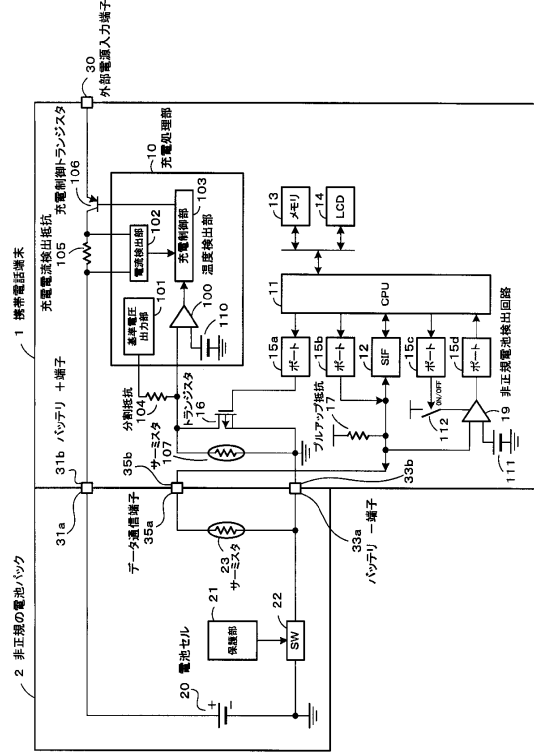 1 携帯電話端末
2 非正規の電池パック
30
外部電源入力端子
充電制御トランジスタ
106
充電電流検出抵抗
105
10
充電処理部
102
電流検出部
103
充電制御部
温度検出部
101
基準電圧
出力部
100
110
31b バッテリ +端子
31a
分割抵抗
104
トランジスタ
16
サーミスタ
107
35b
データ通信端子
35a
33b
33a
バッテリ −端子
プルアップ抵抗
17
13
メモリ
14
LCD
11
CPU
15a
ポート
15b
ポート
12
SIF
15c
ポート
15d
ポート
ON/OFF
112
19 非正規電池検出回路
111
23
サーミスタ
21
保護部
22
SW
20 電池セル
+
-